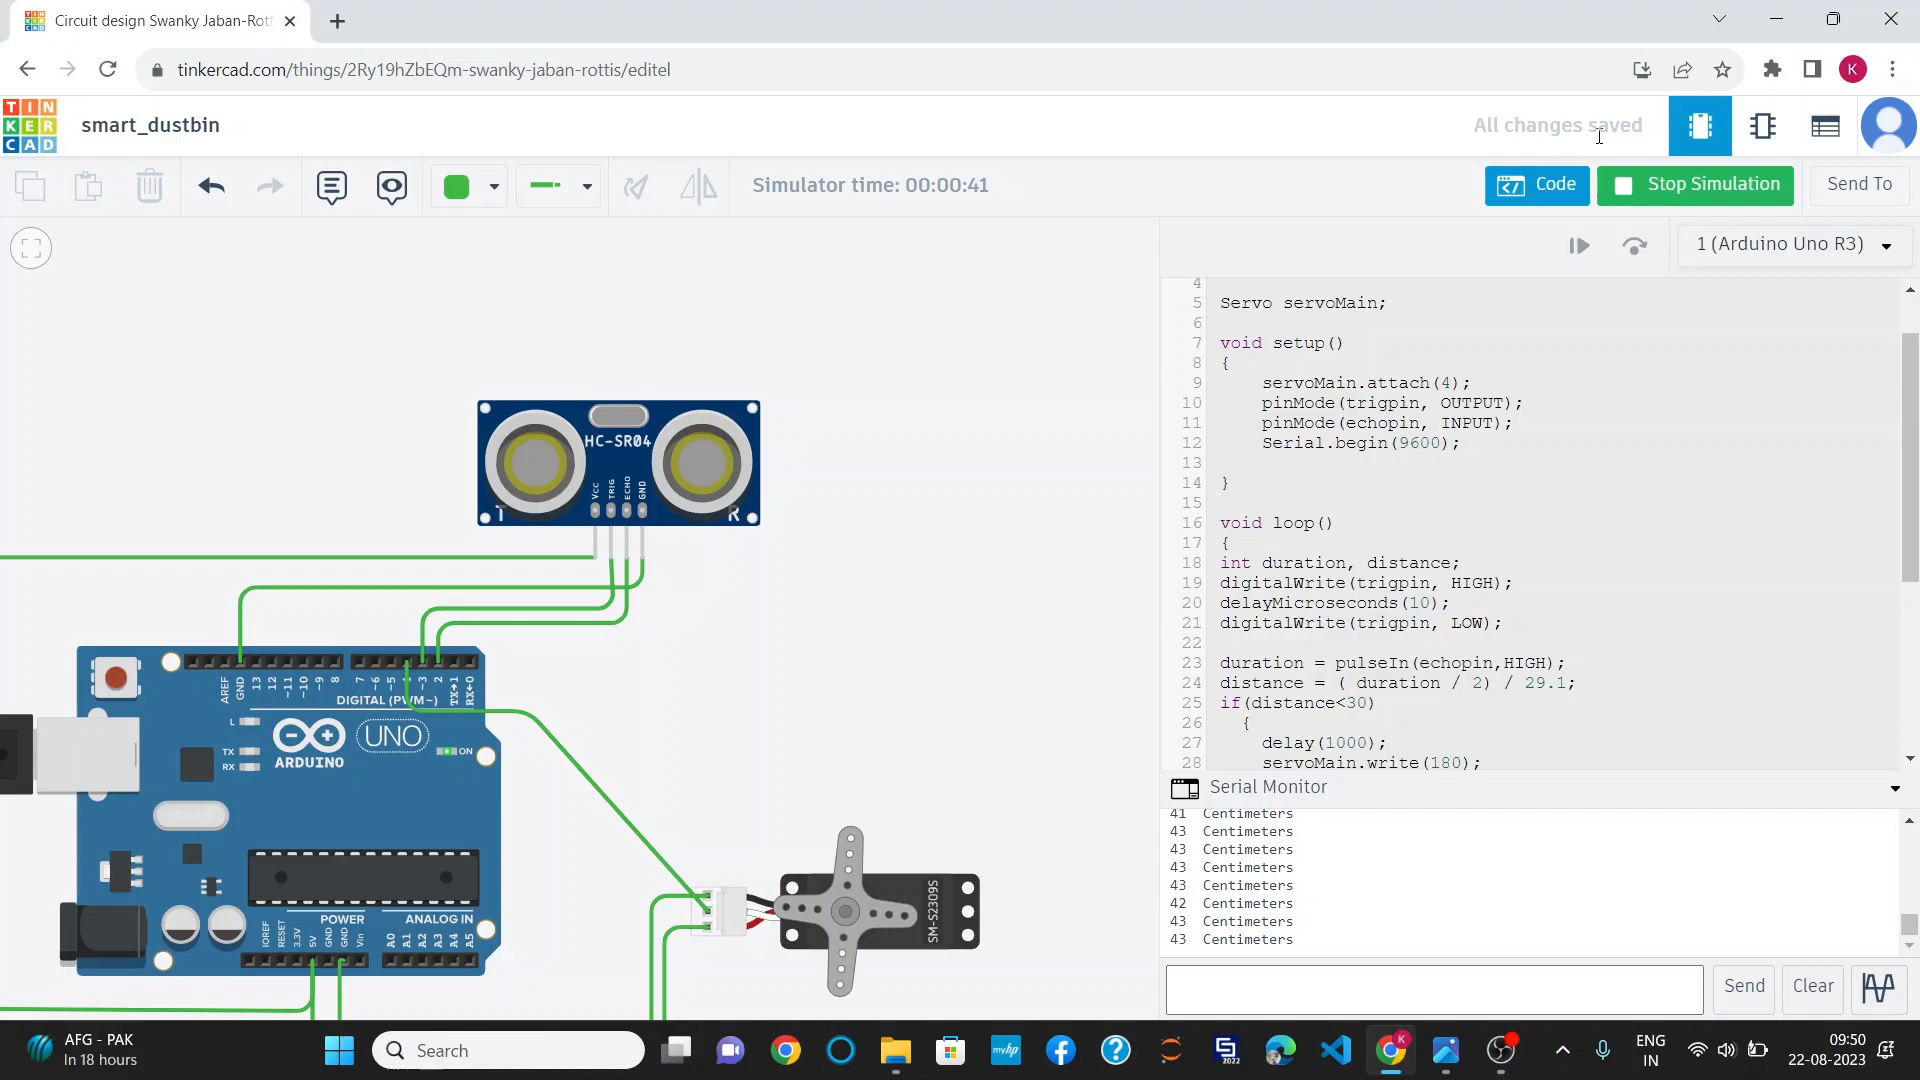 Circuit design Swanky Jaban-Rott
tinkercad.com/things/2Ry19hZbEQm-swanky-jaban-rottis/editel
K
TIN
KER
CAD
smart_dustbin
All changes saved
Simulator time: 00:00:41
Code
Stop Simulation
Send To
1 (Arduino Uno R3)
4
5 Servo servoMain;
6
7 void setup()
8 {
9 servoMain.attach(4);
10 pinMode(trigpin, OUTPUT);
11 pinMode(echopin, INPUT);
12 Serial.begin(9600);
13
14 }
15
16 void loop()
17 {
18 int duration, distance;
19 digitalWrite(trigpin, HIGH);
20 delayMicroseconds(10);
21 digitalWrite(trigpin, LOW);
22
23 duration = pulseIn(echopin,HIGH);
24 distance = ( duration / 2) / 29.1;
25 if(distance<30)
26 {
27 delay(1000);
28 servoMain.write(180);
HC-SR04
VCC TRIG ECHO GND
T R
AREF GND 13 12 ~11 ~10 ~9 8 7 ~6 ~5 ~3 2 TX→1 RX←0
DIGITAL (PWM~)
L
TX
RX
UNO
ON
ARDUINO
POWER ANALOG IN
IOREF RESET 3.3V 5V GND GND Vin A0 A1 A2 A3 A4 A5
SM-S2309S
Serial Monitor
41 Centimeters
43 Centimeters
43 Centimeters
43 Centimeters
43 Centimeters
42 Centimeters
43 Centimeters
43 Centimeters
Send
Clear
AFG - PAK
In 18 hours
Search
myhp
2022
K
ENG
IN
09:50
22-08-2023